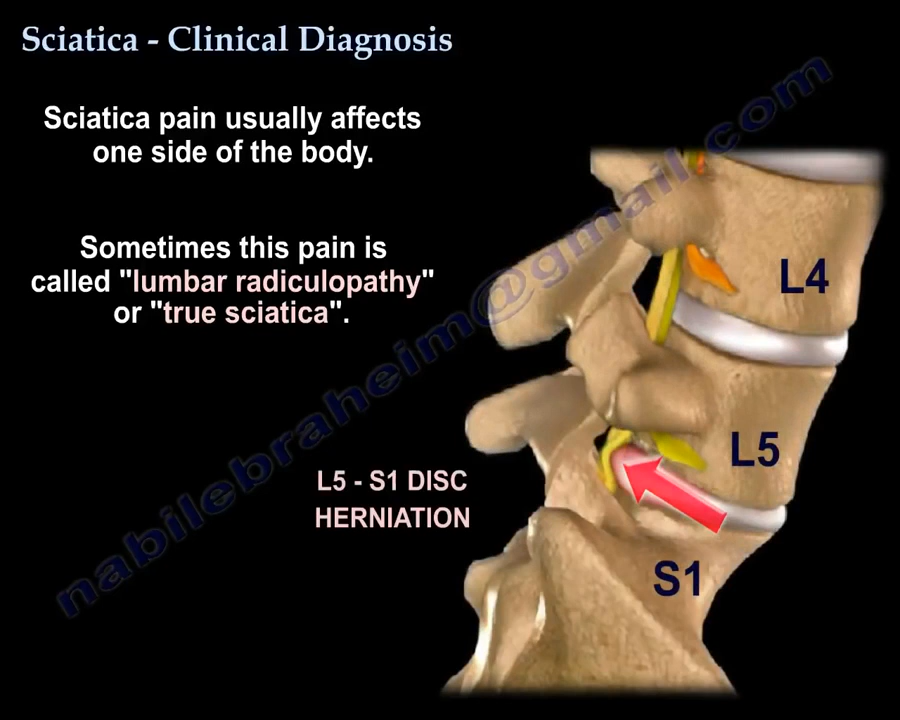 Sciatica - Clinical Diagnosis
Sciatica pain usually affects
one side of the body.
Sometimes this pain is
called "lumbar radiculopathy"
or "true sciatica".
L4
L5
L5 - S1 DISC
HERNIATION
S1
nabilebraheim@gmail.com